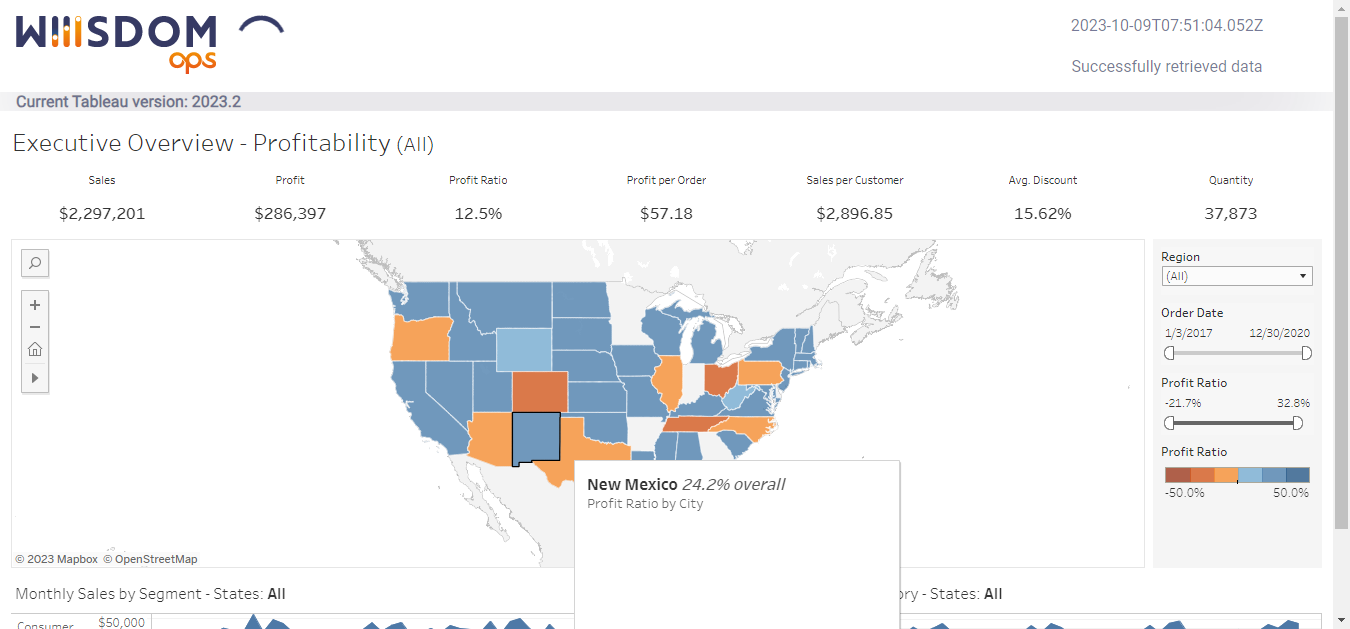 WIIISDOM
ops
2023-10-09T07:51:04.052Z
Successfully retrieved data
Current Tableau version: 2023.2
Executive Overview - Profitability (All)
Sales Profit Profit Ratio Profit per Order Sales per Customer Avg. Discount Quantity
$2,297,201 $286,397 12.5% $57.18 $2,896.85 15.62% 37,873
Region
(All)
Order Date
1/3/2017 12/30/2020
Profit Ratio
-21.7% 32.8%
Profit Ratio
-50.0% 50.0%
New Mexico 24.2% overall
Profit Ratio by City
© 2023 Mapbox © OpenStreetMap
Monthly Sales by Segment - States: All
ory - States: All
Consumer $50,000